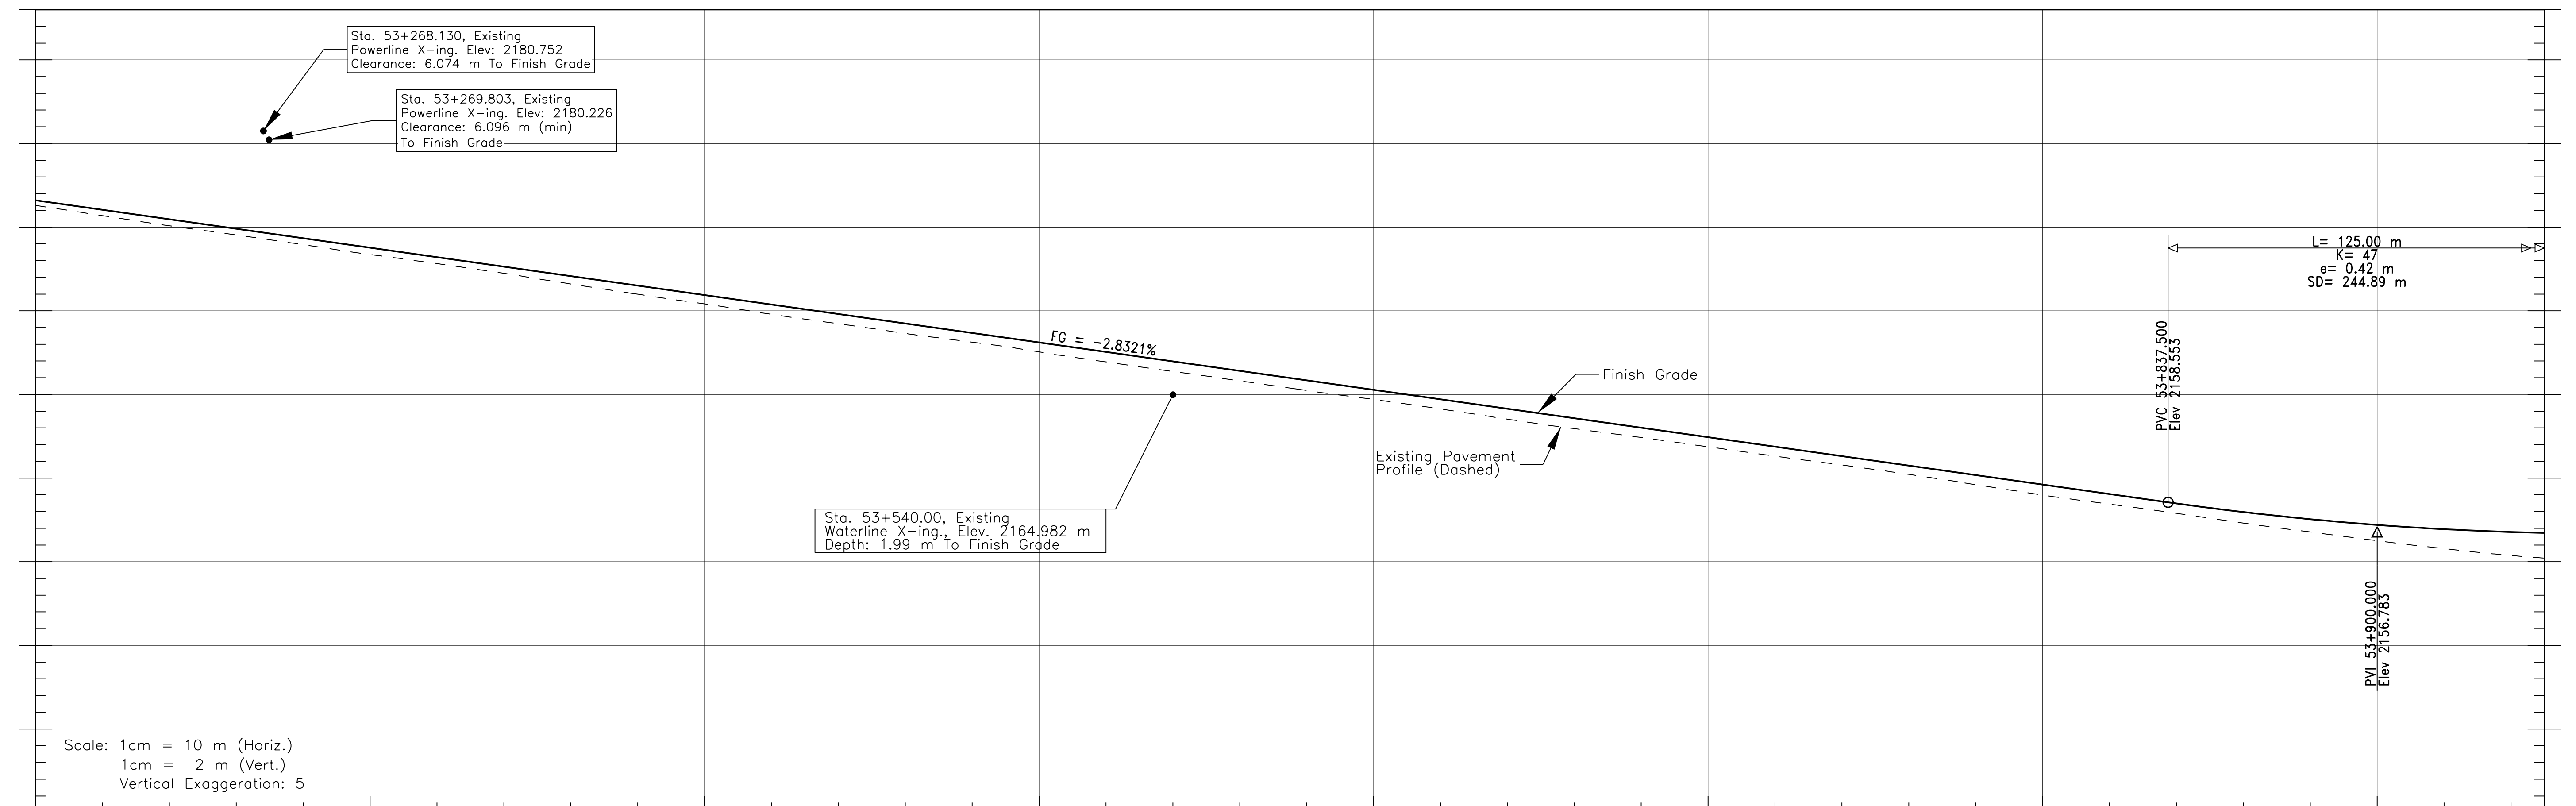 Sta. 53+268.130, Existing
Powerline X-ing. Elev: 2180.752
Clearance: 6.074 m To Finish Grade
Sta. 53+269.803, Existing
Powerline X-ing. Elev: 2180.226
Clearance: 6.096 m (min)
To Finish Grade
L= 125.00 m
K= 47
e= 0.42 m
SD= 244.89 m
FG = -2.8321%
PVC 53+837.500
Elev 2158.553
Finish Grade
Existing Pavement
Profile (Dashed)
Sta. 53+540.00, Existing
Waterline X-ing., Elev. 2164.982 m
Depth: 1.99 m To Finish Grade
PVI 53+900.000
Elev 2156.783
Scale: 1cm = 10 m (Horiz.)
1cm = 2 m (Vert.)
Vertical Exaggeration: 5